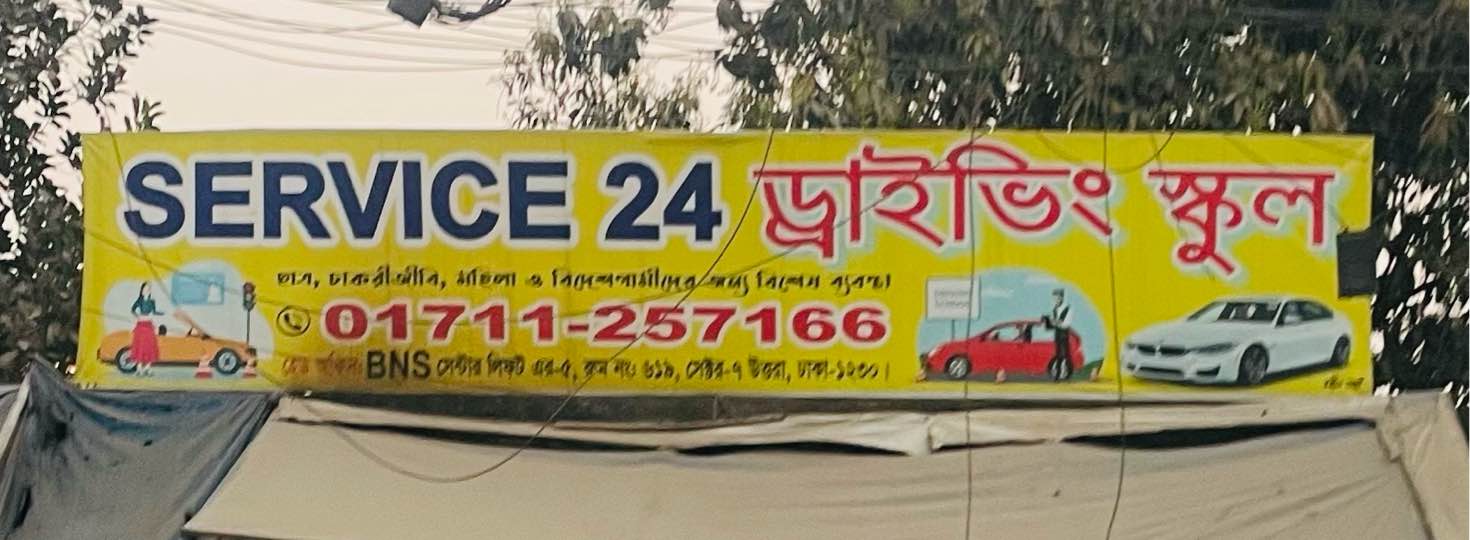 SERVICE 24 ড্রাইভিং স্কুল
ছাত্র, চাকরীজীবি, মহিলা ও বিদেশগামীদের জন্য বিশেষ ব্যবস্থা।
01711-257166
হেড অফিস: BNS সেন্টার লিফট এর-৫, রুম নং ৬১৯, সেক্টর-৭ উত্তরা, ঢাকা-১২৩০।